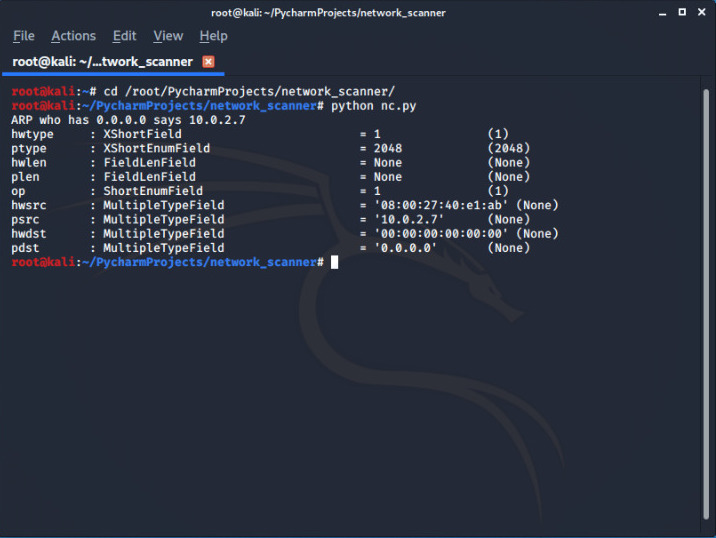 root@kali: ~/PycharmProjects/network_scanner
File Actions Edit View Help
root@kali: ~/...twork_scanner
root@kali:~# cd /root/PycharmProjects/network_scanner/
root@kali:~/PycharmProjects/network_scanner# python nc.py
ARP who has 0.0.0.0 says 10.0.2.7
hwtype : XShortField = 1 (1)
ptype : XShortEnumField = 2048 (2048)
hwlen : FieldLenField = None (None)
plen : FieldLenField = None (None)
op : ShortEnumField = 1 (1)
hwsrc : MultipleTypeField = '08:00:27:40:e1:ab' (None)
psrc : MultipleTypeField = '10.0.2.7' (None)
hwdst : MultipleTypeField = '00:00:00:00:00:00' (None)
pdst : MultipleTypeField = '0.0.0.0' (None)
root@kali:~/PycharmProjects/network_scanner#